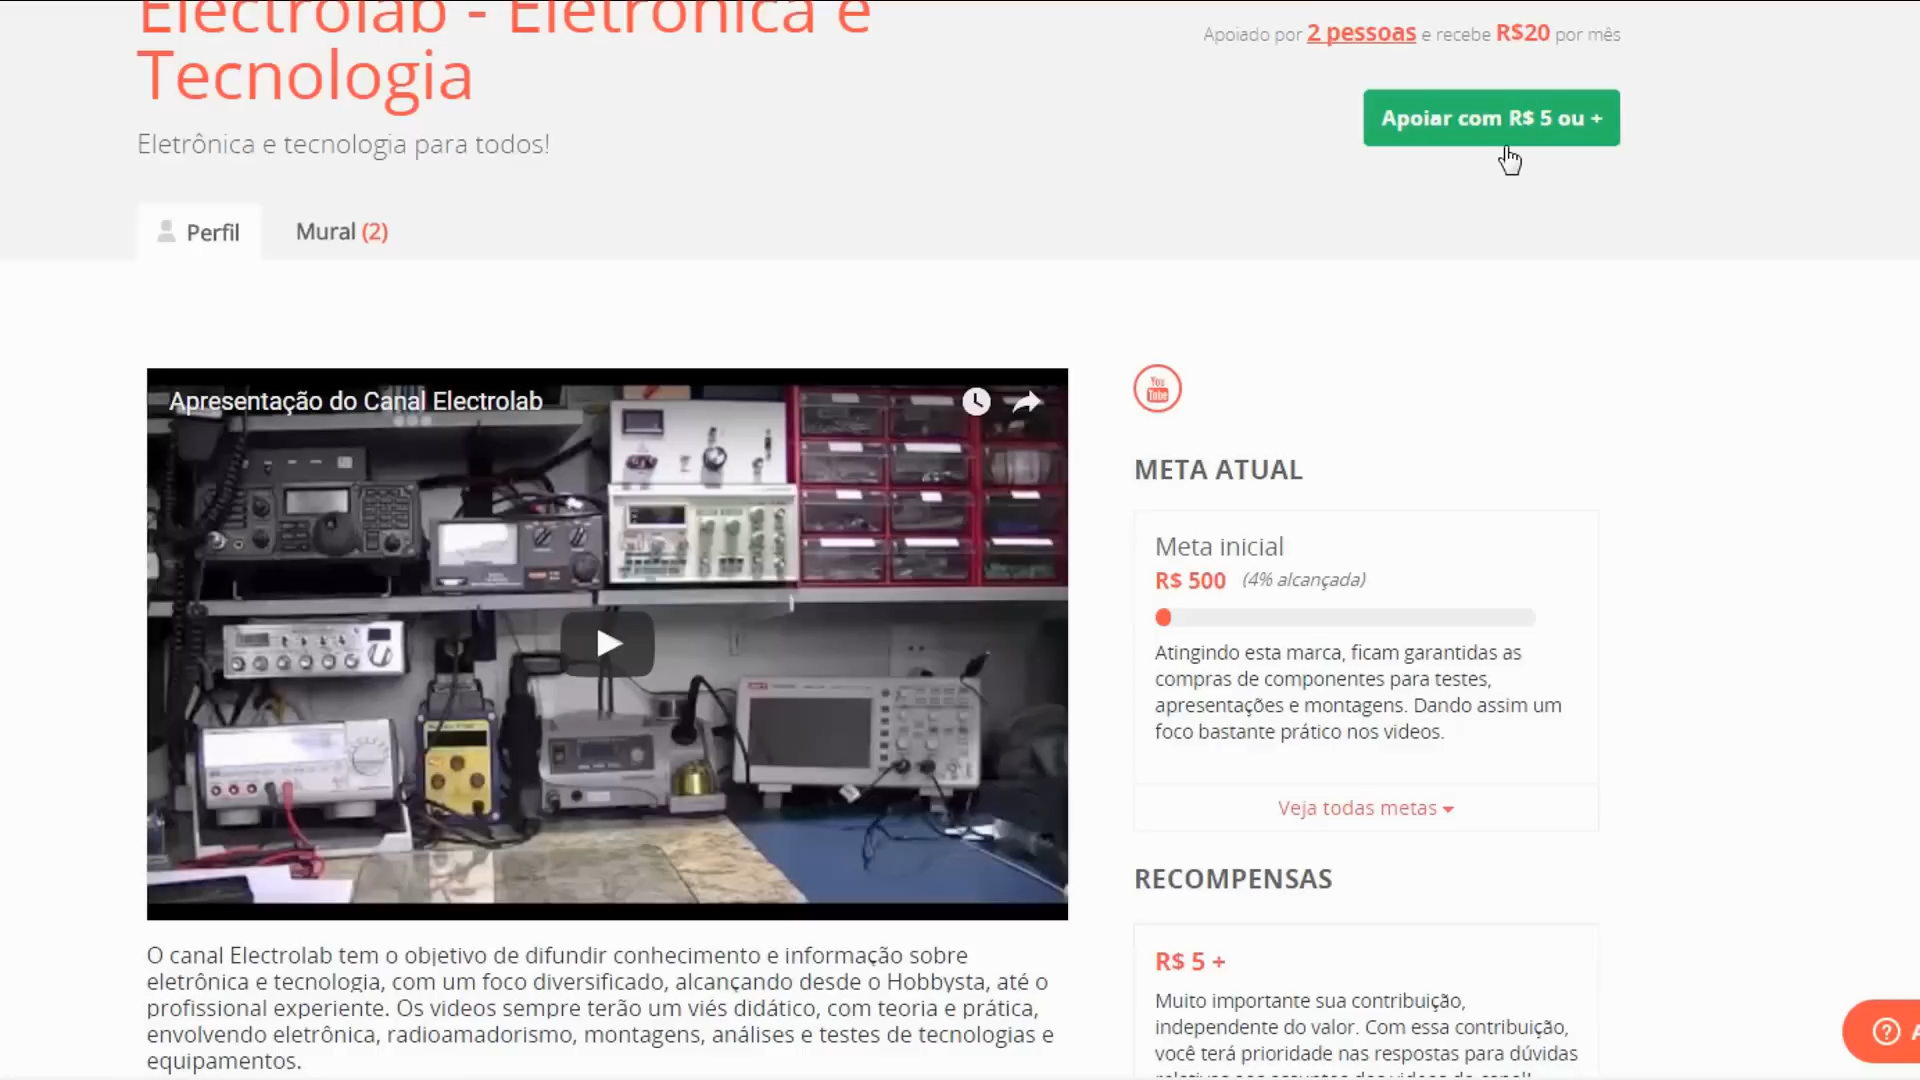 Electrolab - Eletrônica e
Tecnologia
Eletrônica e tecnologia para todos!
Apoiado por 2 pessoas e recebe R$20 por mês
Apoiar com R$ 5 ou +
Perfil
Mural (2)
Apresentação do Canal Electrolab
You
Tube
META ATUAL
Meta inicial
R$ 500 (4% alcançada)
Atingindo esta marca, ficam garantidas as
compras de componentes para testes,
apresentações e montagens. Dando assim um
foco bastante prático nos videos.
Veja todas metas
RECOMPENSAS
R$ 5 +
Muito importante sua contribuição,
independente do valor. Com essa contribuição,
você terá prioridade nas respostas para dúvidas
O canal Electrolab tem o objetivo de difundir conhecimento e informação sobre
eletrônica e tecnologia, com um foco diversificado, alcançando desde o Hobbysta, até o
profissional experiente. Os videos sempre terão um viés didático, com teoria e prática,
envolvendo eletrônica, radioamadorismo, montagens, análises e testes de tecnologias e
equipamentos.